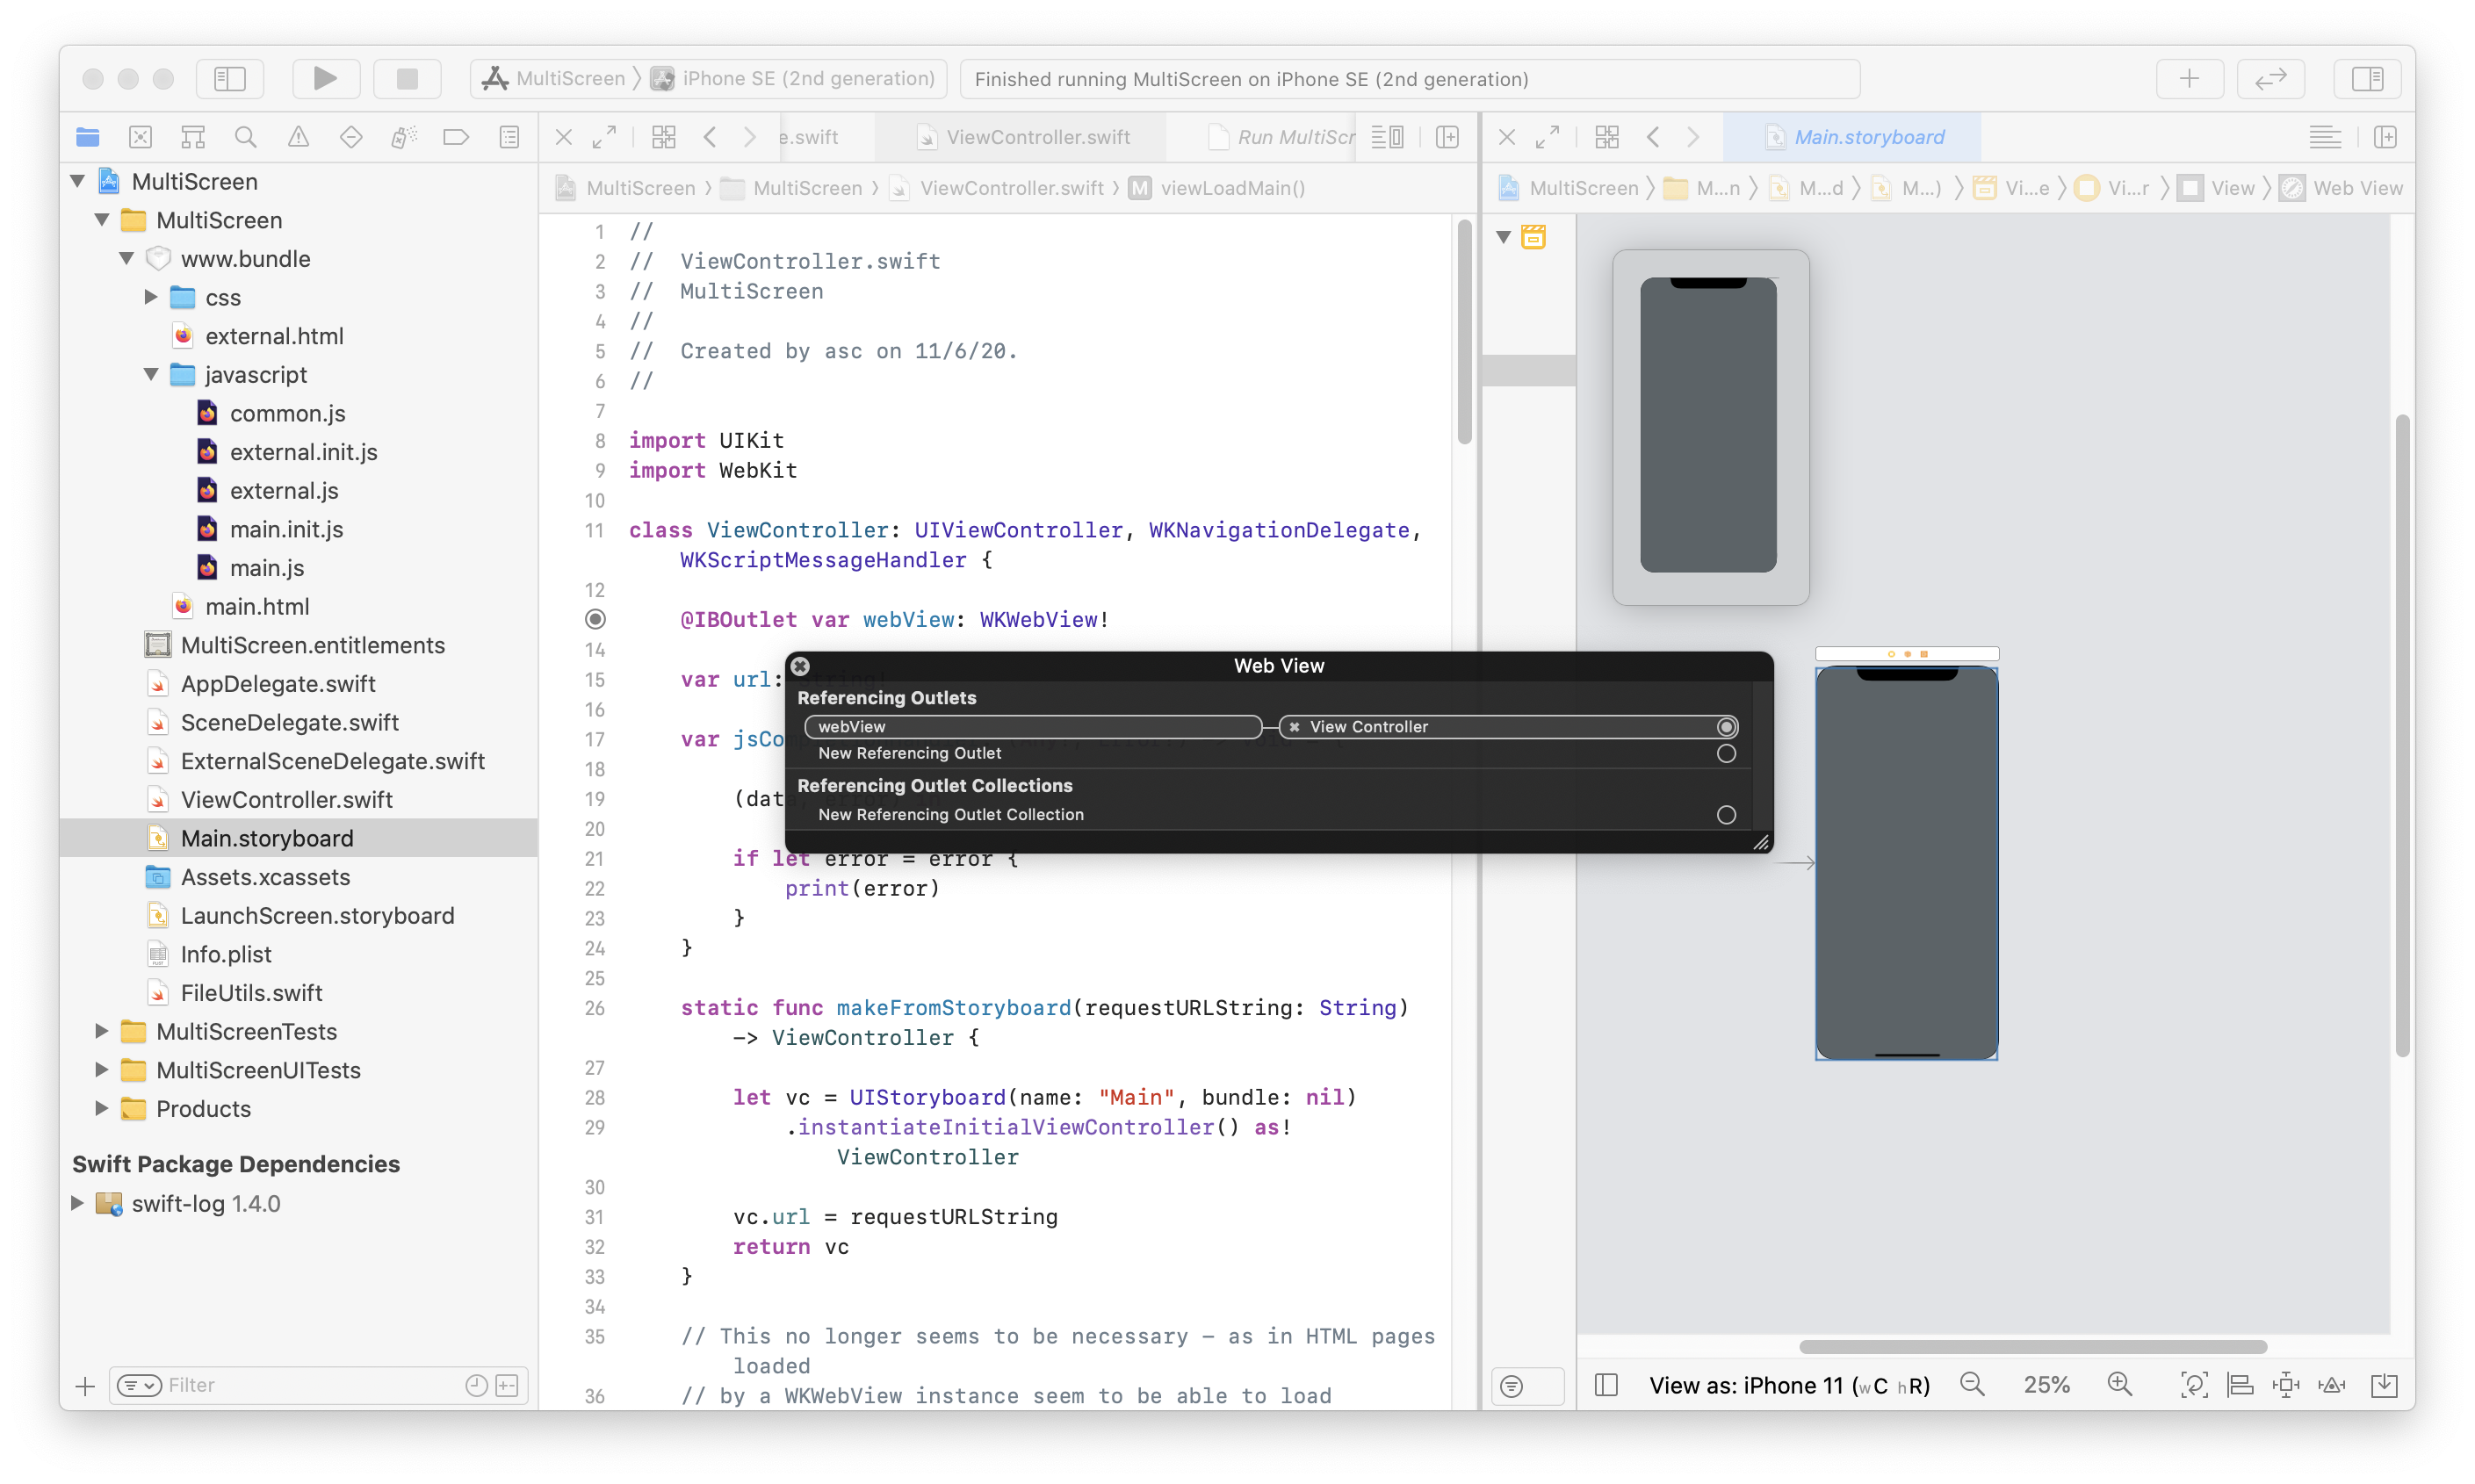 MultiScreen 〉 iPhone SE (2nd generation)
Finished running MultiScreen on iPhone SE (2nd generation)
e.swift
ViewController.swift
Run MultiScr
Main.storyboard
MultiScreen 〉 MultiScreen 〉 ViewController.swift 〉 M viewLoadMain()
MultiScreen 〉 M...n 〉 M...d 〉 M...) 〉 Vi...e 〉 Vi...r 〉 View 〉 Web View
MultiScreen
MultiScreen
www.bundle
css
external.html
javascript
common.js
external.init.js
external.js
main.init.js
main.js
main.html
MultiScreen.entitlements
AppDelegate.swift
SceneDelegate.swift
ExternalSceneDelegate.swift
ViewController.swift
Main.storyboard
Assets.xcassets
LaunchScreen.storyboard
Info.plist
FileUtils.swift
MultiScreenTests
MultiScreenUITests
Products
Swift Package Dependencies
swift-log 1.4.0
Filter
1 //
2 //  ViewController.swift
3 //  MultiScreen
4 //
5 //  Created by asc on 11/6/20.
6 //
7
8 import UIKit
9 import WebKit
10
11 class ViewController: UIViewController, WKNavigationDelegate,
WKScriptMessageHandler {
12
@IBOutlet var webView: WKWebView!
14
15 var url:
16
17 var jsCo
18
19 (data
20
21 if let error = error {
22 print(error)
23 }
24 }
25
26 static func makeFromStoryboard(requestURLString: String)
-> ViewController {
27
28 let vc = UIStoryboard(name: "Main", bundle: nil)
29 .instantiateInitialViewController() as!
ViewController
30
31 vc.url = requestURLString
32 return vc
33 }
34
35 // This no longer seems to be necessary – as in HTML pages
loaded
36 // by a WKWebView instance seem to be able to load
Web View
Referencing Outlets
webView
View Controller
New Referencing Outlet
Referencing Outlet Collections
New Referencing Outlet Collection
View as: iPhone 11 (wC hR)
25%